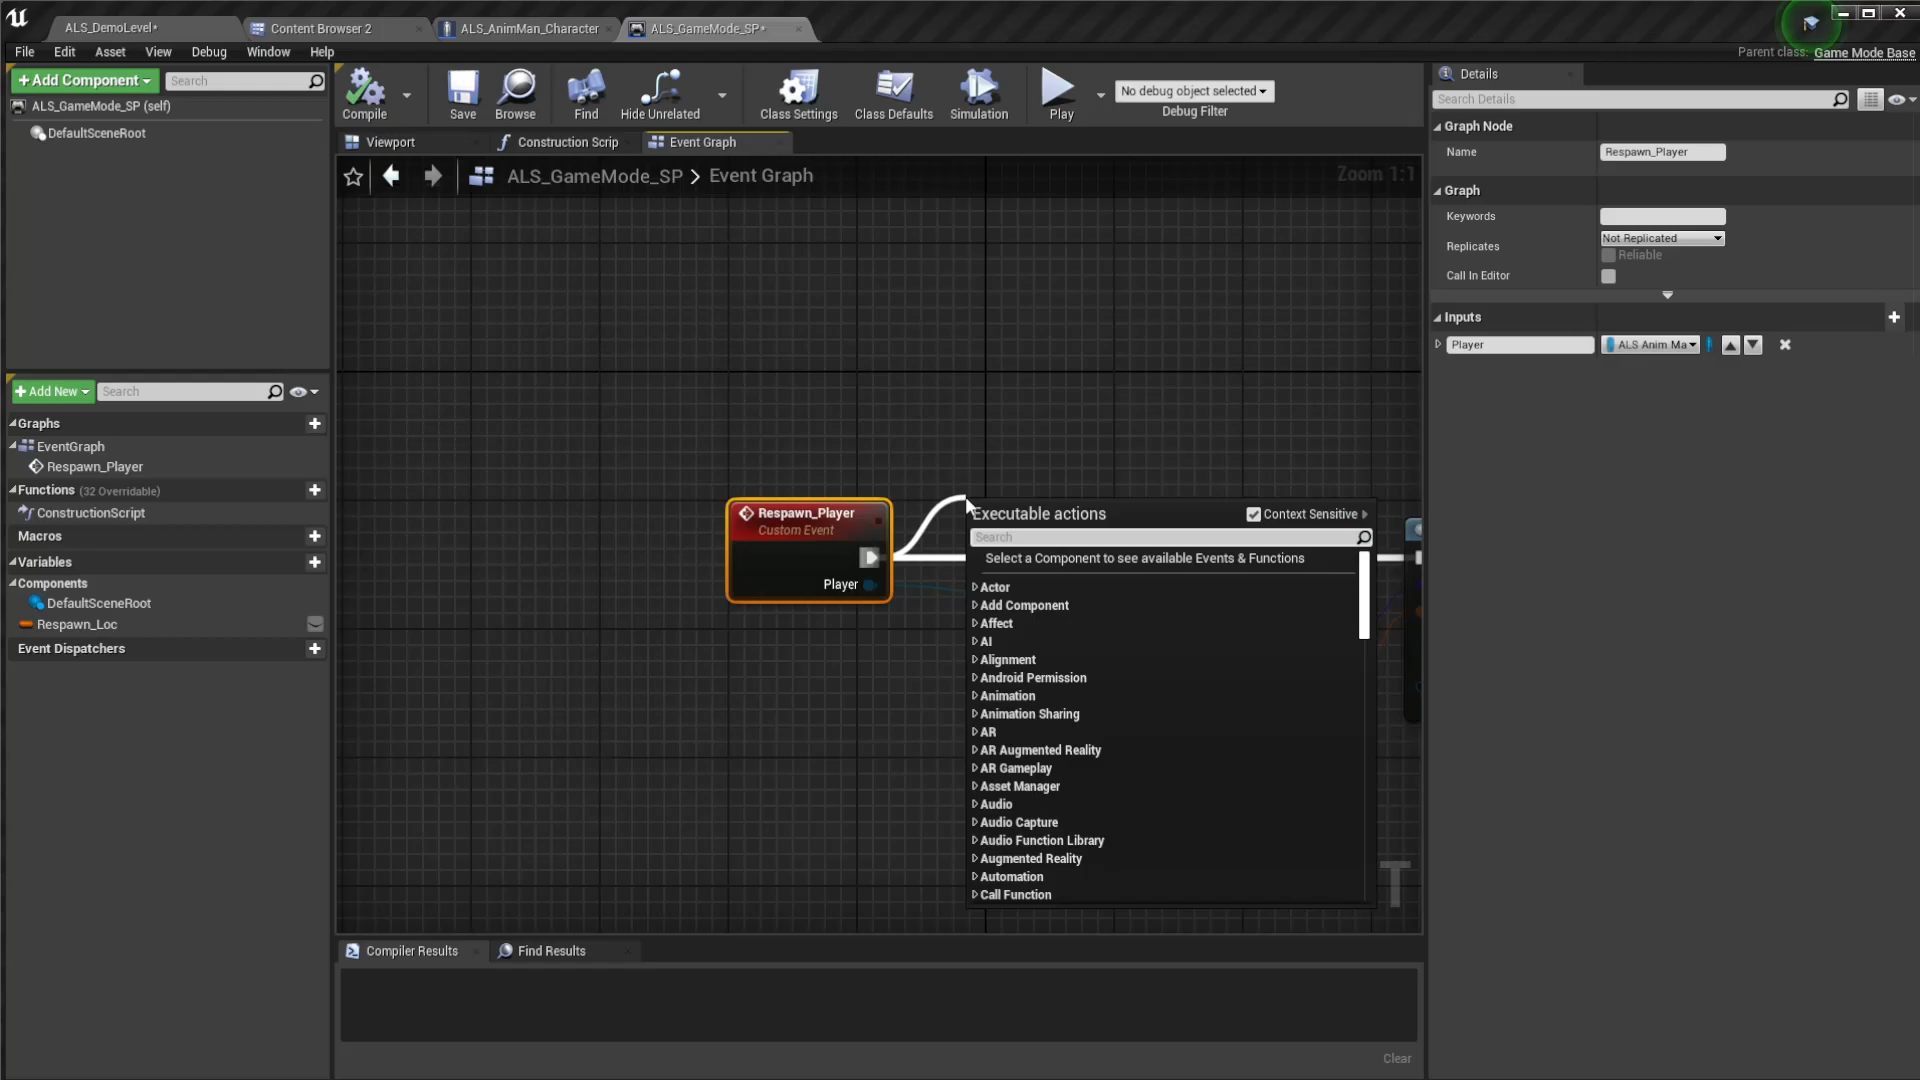 ALS_DemoLevel*
Content Browser 2
ALS_AnimMan_Character
ALS_GameMode_SP*
File Edit Asset View Debug Window Help
Parent class: Game Mode Base
+Add Component
Search
ALS_GameMode_SP (self)
DefaultSceneRoot
Compile
Save
Browse
Find
Hide Unrelated
Class Settings
Class Defaults
Simulation
Play
No debug object selected
Debug Filter
Viewport
Construction Scrip
Event Graph
ALS_GameMode_SP > Event Graph
Zoom 1:1
Details
Search Details
Graph Node
Name
Respawn_Player
Graph
Keywords
Replicates
Not Replicated
Reliable
Call In Editor
Inputs
Player
ALS Anim Ma
+Add New
Search
Graphs
EventGraph
Respawn_Player
Functions (32 Overridable)
ConstructionScript
Macros
Variables
Components
DefaultSceneRoot
Respawn_Loc
Event Dispatchers
Respawn_Player
Custom Event
Player
Executable actions
Context Sensitive
Search
Select a Component to see available Events & Functions
Actor
Add Component
Affect
AI
Alignment
Android Permission
Animation
Animation Sharing
AR
AR Augmented Reality
AR Gameplay
Asset Manager
Audio
Audio Capture
Audio Function Library
Augmented Reality
Automation
Call Function
T
Compiler Results
Find Results
Clear